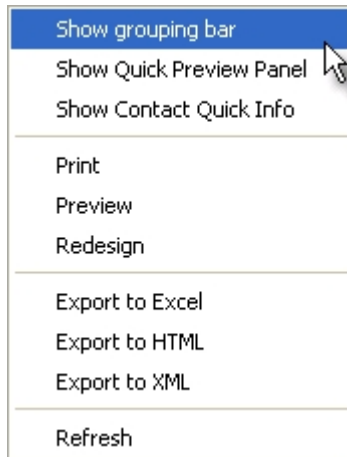 Show grouping bar
Show Quick Preview Panel
Show Contact Quick Info
Print
Preview
Redesign
Export to Excel
Export to HTML
Export to XML
Refresh